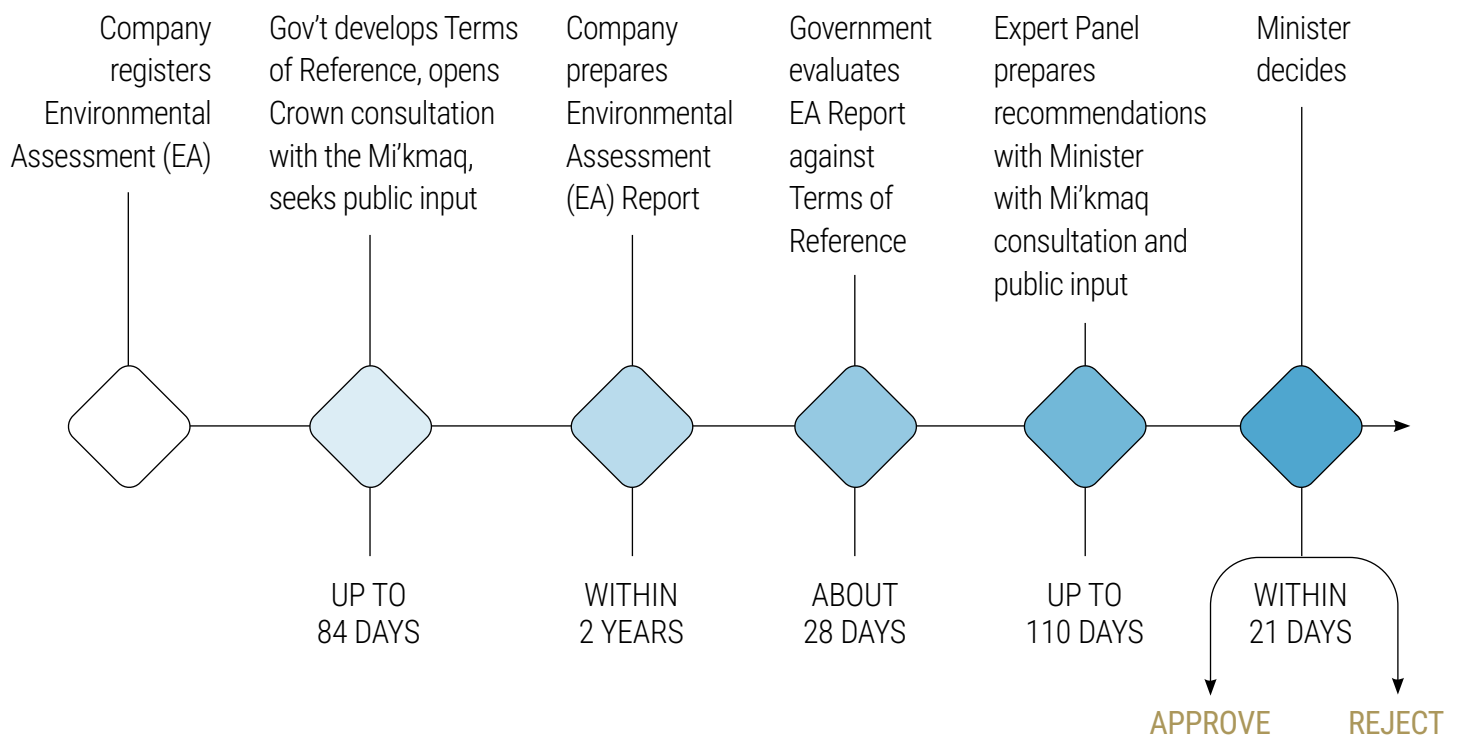 Company
registers
Environmental
Assessment (EA)
Gov't develops Terms
of Reference, opens
Crown consultation
with the Mi'kmaq,
seeks public input
Company
prepares
Environmental
Assessment
(EA) Report
Government
evaluates
EA Report
against
Terms of
Reference
Expert Panel
prepares
recommendations
with Minister
with Mi'kmaq
consultation and
public input
Minister
decides
UP TO
84 DAYS
WITHIN
2 YEARS
ABOUT
28 DAYS
UP TO
110 DAYS
WITHIN
21 DAYS
APPROVE
REJECT